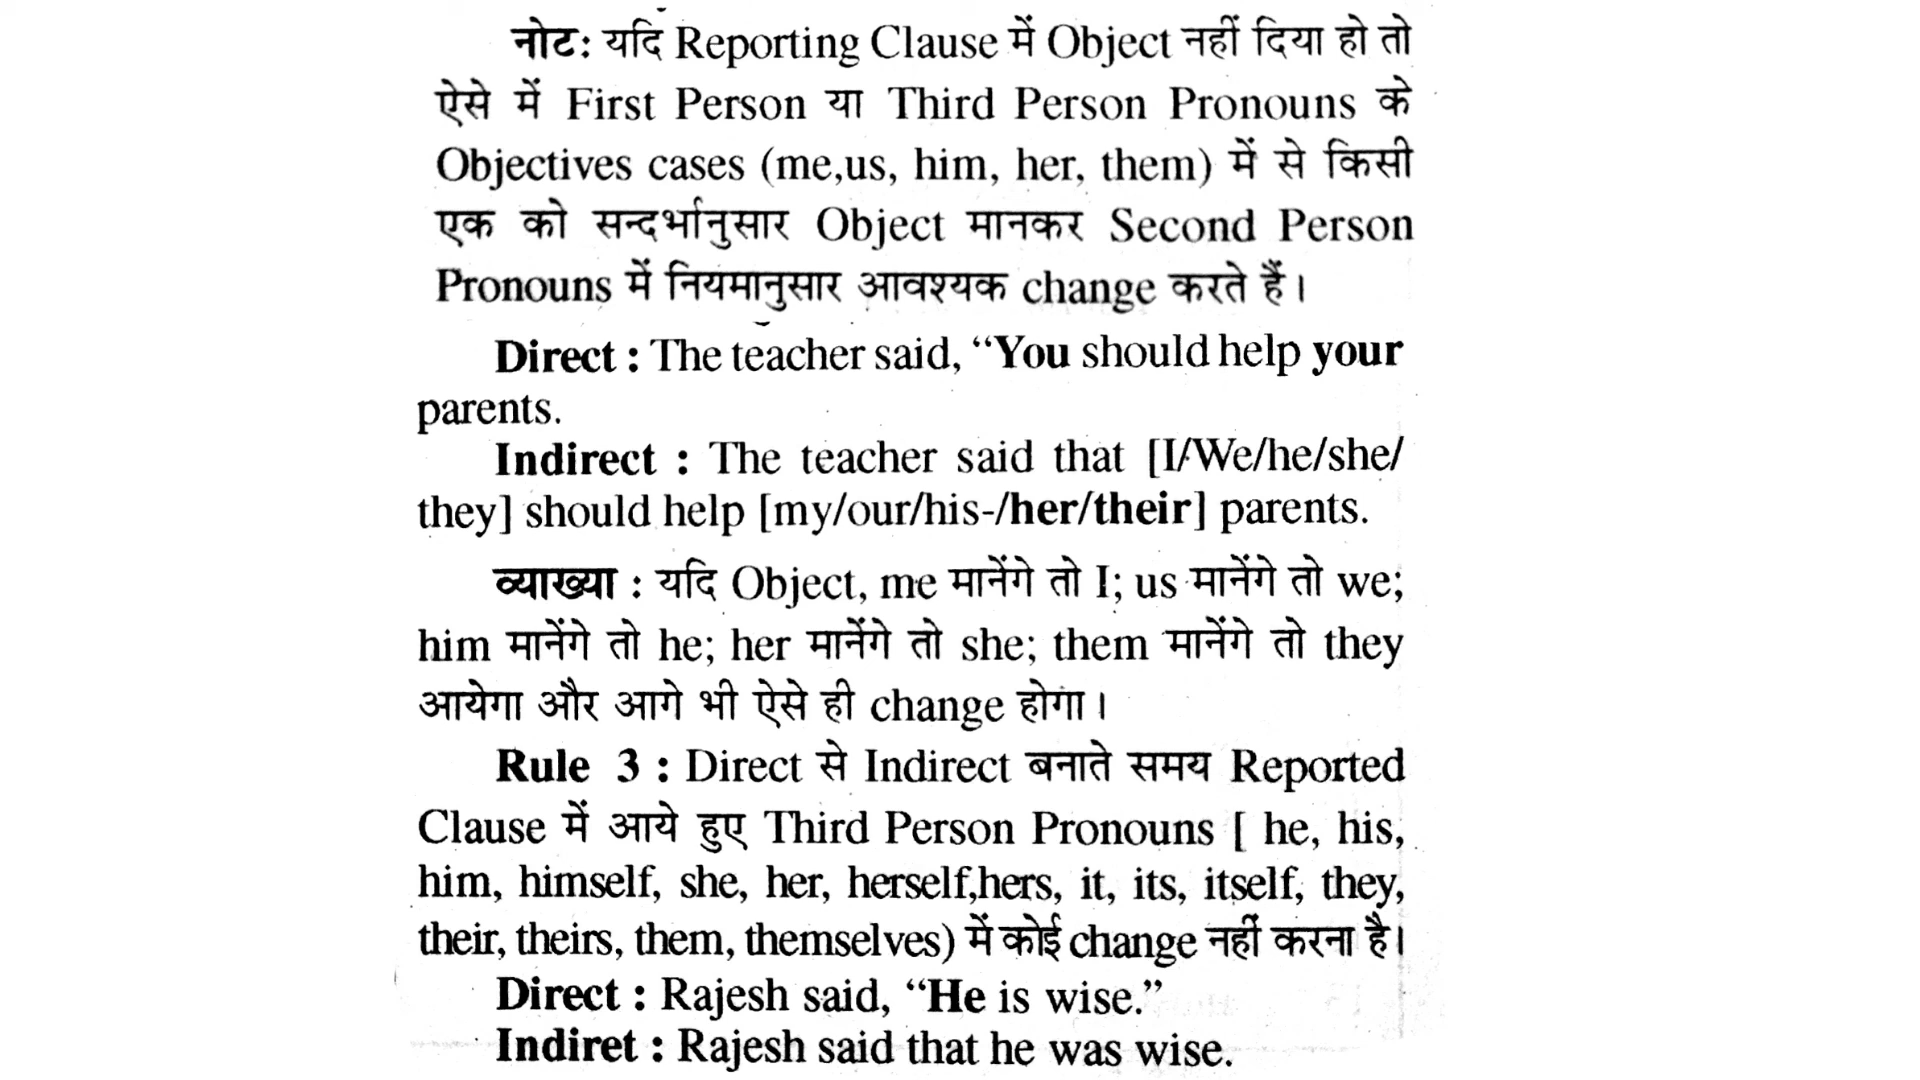 नोट: यदि Reporting Clause में Object नहीं दिया हो तो
ऐसे में First Person या Third Person Pronouns के
Objectives cases (me,us, him, her, them) में से किसी
एक को सन्दर्भानुसार Object मानकर Second Person
Pronouns में नियमानुसार आवश्यक change करते हैं।
Direct : The teacher said, “You should help your
parents.
Indirect : The teacher said that [I/We/he/she/
they] should help [my/our/his-/her/their] parents.
व्याख्या : यदि Object, me मानेंगे तो I; us मानेंगे तो we;
him मानेंगे तो he; her मानेंगे तो she; them मानेंगे तो they
आयेगा और आगे भी ऐसे ही change होगा।
Rule 3 : Direct से Indirect बनाते समय Reported
Clause में आये हुए Third Person Pronouns [ he, his,
him, himself, she, her, herself,hers, it, its, itself, they,
their, theirs, them, themselves) में कोई change नहीं करना है।
Direct : Rajesh said, “He is wise.”
Indiret : Rajesh said that he was wise.